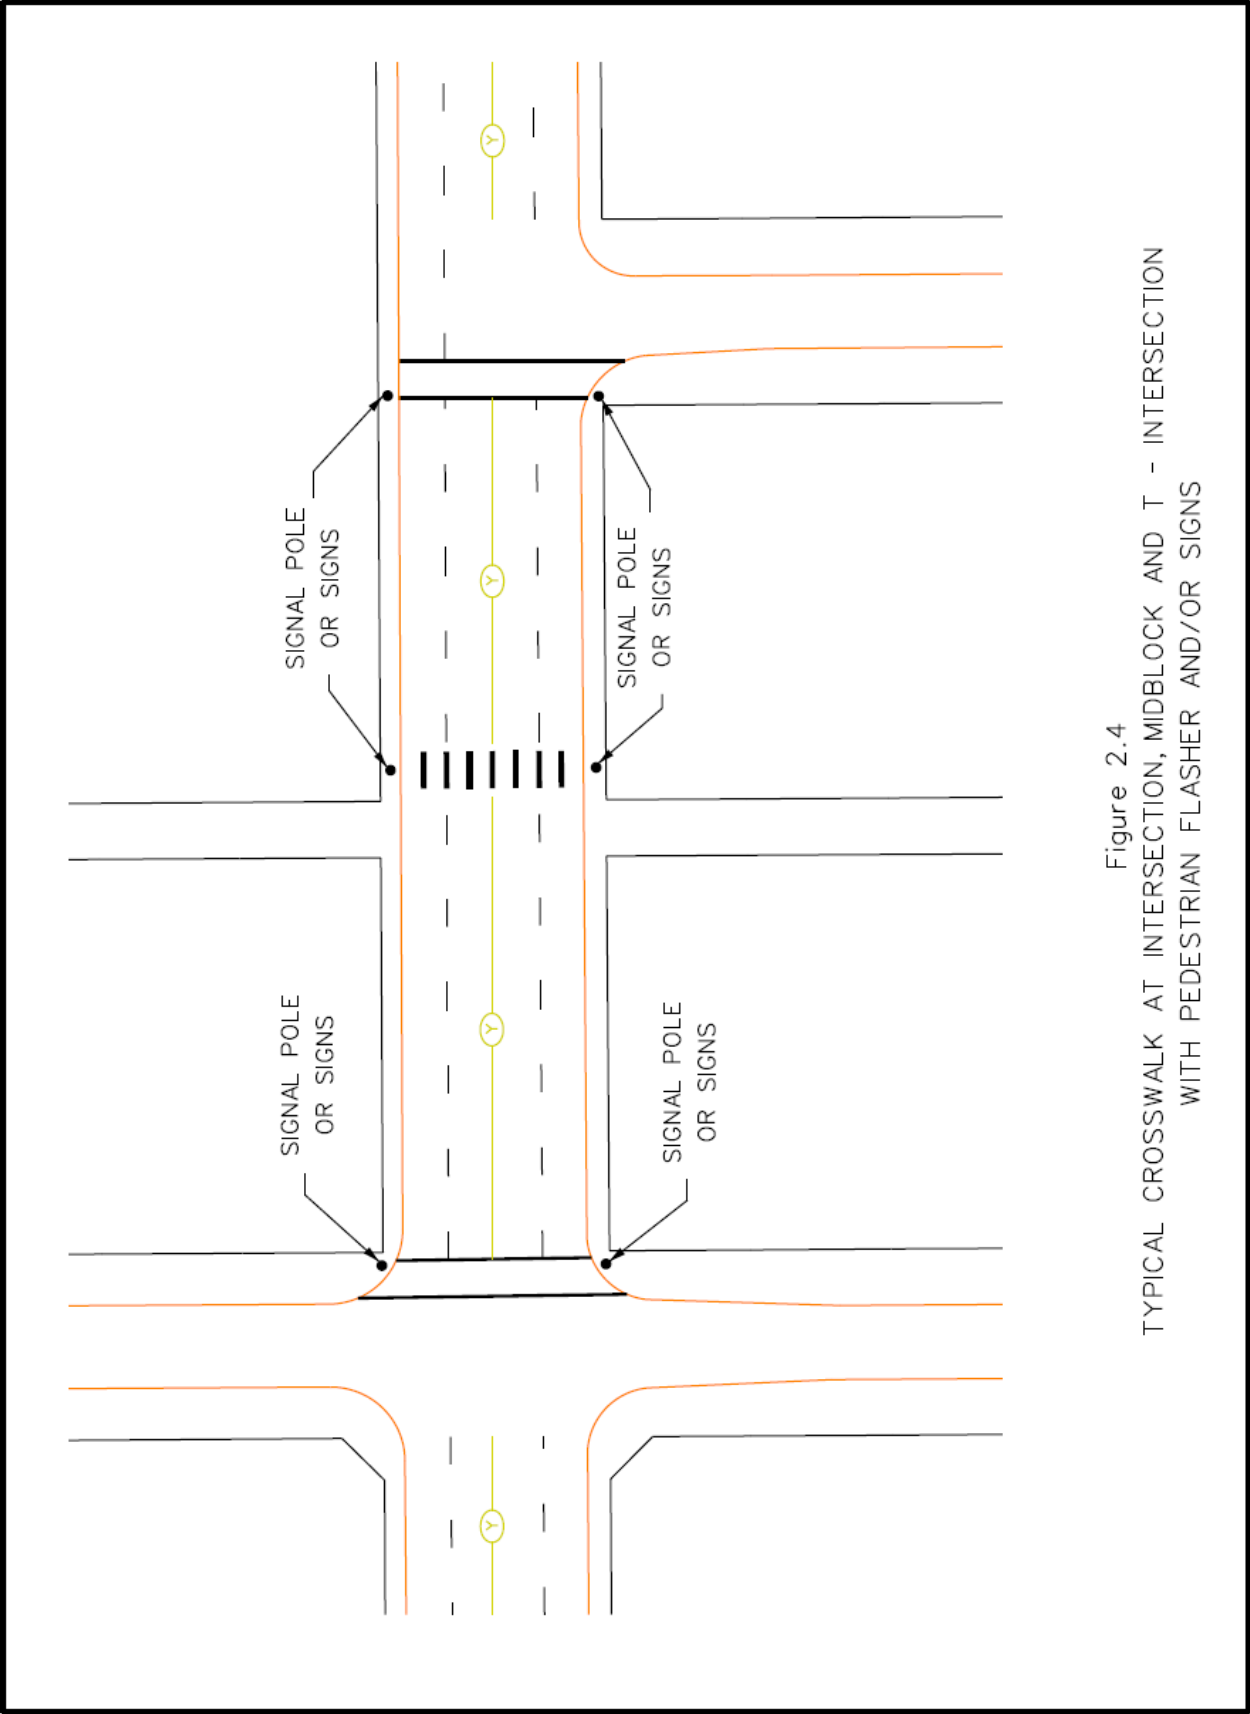 SIGNAL POLE
OR SIGNS
SIGNAL POLE
OR SIGNS
SIGNAL POLE
OR SIGNS
SIGNAL POLE
OR SIGNS
Y
Y
Y
Y
Figure 2.4
TYPICAL CROSSWALK AT INTERSECTION, MIDBLOCK AND T - INTERSECTION
WITH PEDESTRIAN FLASHER AND/OR SIGNS